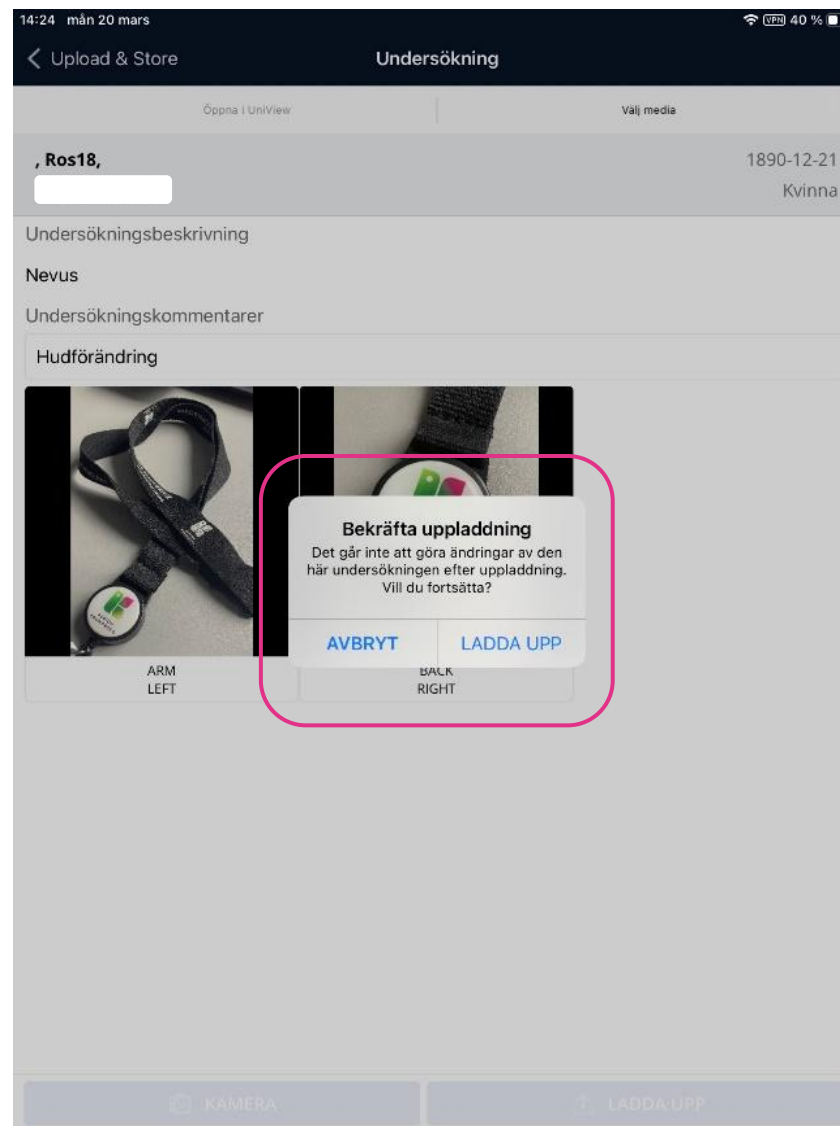 14:24 mån 20 mars
VPN 40 %
Upload & Store
Undersökning
Öppna i UniView
Välj media
, Ros18,
1890-12-21
Kvinna
Undersökningsbeskrivning
Nevus
Undersökningskommentarer
Hudförändring
Bekräfta uppladdning
Det går inte att göra ändringar av den
här undersökningen efter uppladdning.
Vill du fortsätta?
AVBRYT
LADDA UPP
ARM
LEFT
BACK
RIGHT
KAMERA
LADDA UPP